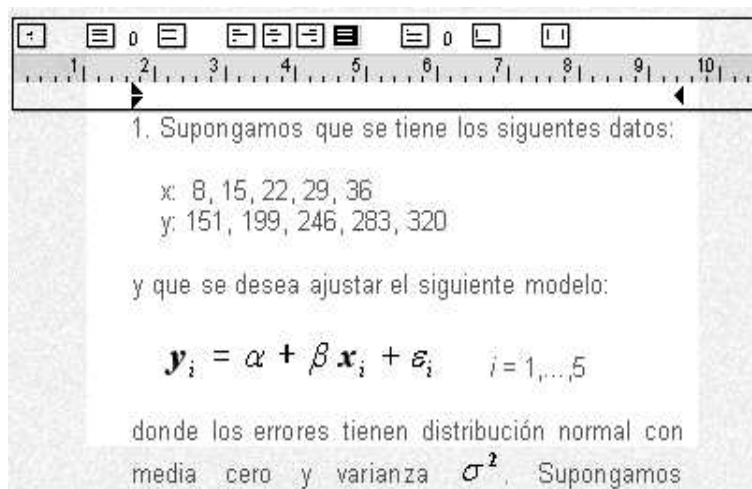 0 0
1 2 3 4 5 6 7 8 9 10
1. Supongamos que se tiene los siguentes datos:
x: 8, 15, 22, 29, 36
y: 151, 199, 246, 283, 320
y que se desea ajustar el siguiente modelo:
yᵢ = α + β xᵢ + εᵢ i = 1,...,5
donde los errores tienen distribución normal con
media cero y varianza σ². Supongamos